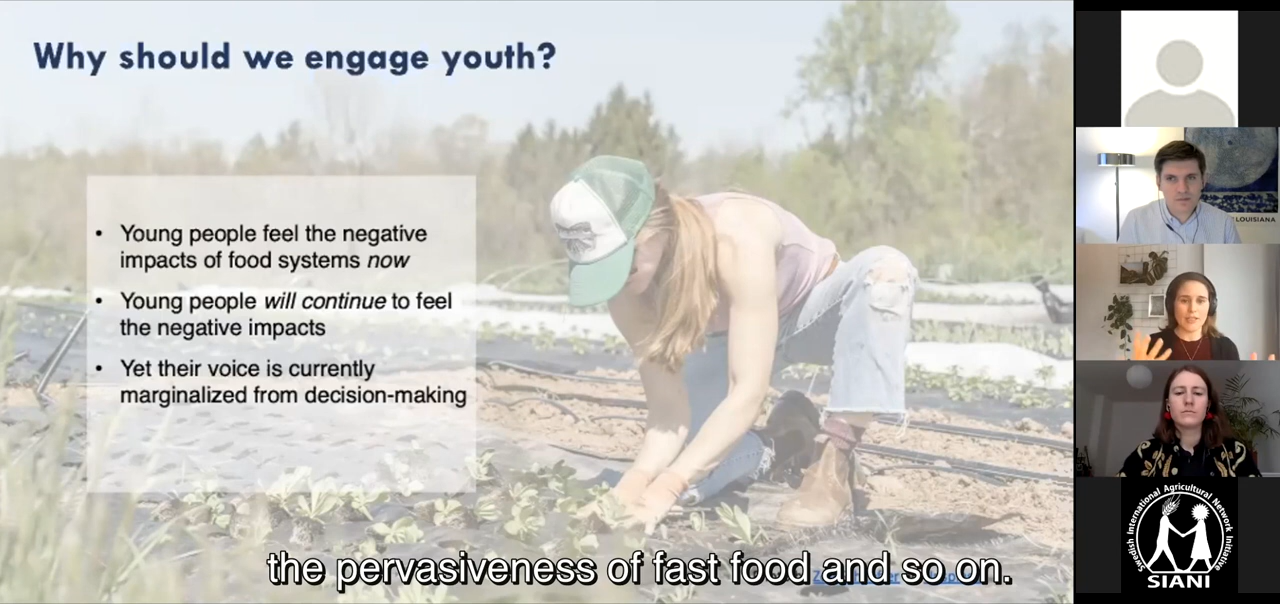 Why should we engage youth?
• Young people feel the negative
impacts of food systems now
• Young people will continue to feel
the negative impacts
• Yet their voice is currently
marginalized from decision-making
the pervasiveness of fast food and so on.
LOUISIANA
Swedish International Agricultural Network Initiative
SIANI